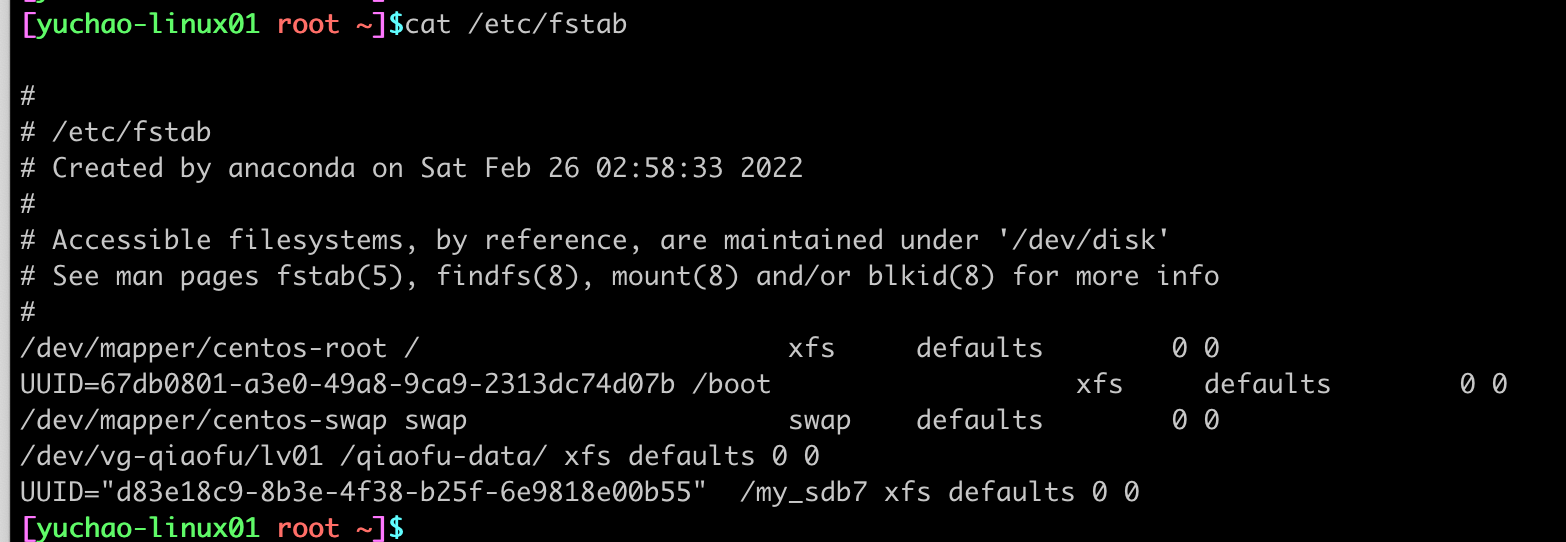 [yuchao-linux01 root ~]$cat /etc/fstab
#
# /etc/fstab
# Created by anaconda on Sat Feb 26 02:58:33 2022
#
# Accessible filesystems, by reference, are maintained under '/dev/disk'
# See man pages fstab(5), findfs(8), mount(8) and/or blkid(8) for more info
#
/dev/mapper/centos-root /                       xfs     defaults        0 0
UUID=67db0801-a3e0-49a8-9ca9-2313dc74d07b /boot                   xfs     defaults        0 0
/dev/mapper/centos-swap swap                    swap    defaults        0 0
/dev/vg-qiaofu/lv01 /qiaofu-data/ xfs defaults 0 0
UUID="d83e18c9-8b3e-4f38-b25f-6e9818e00b55"  /my_sdb7 xfs defaults 0 0
[yuchao-linux01 root ~]$